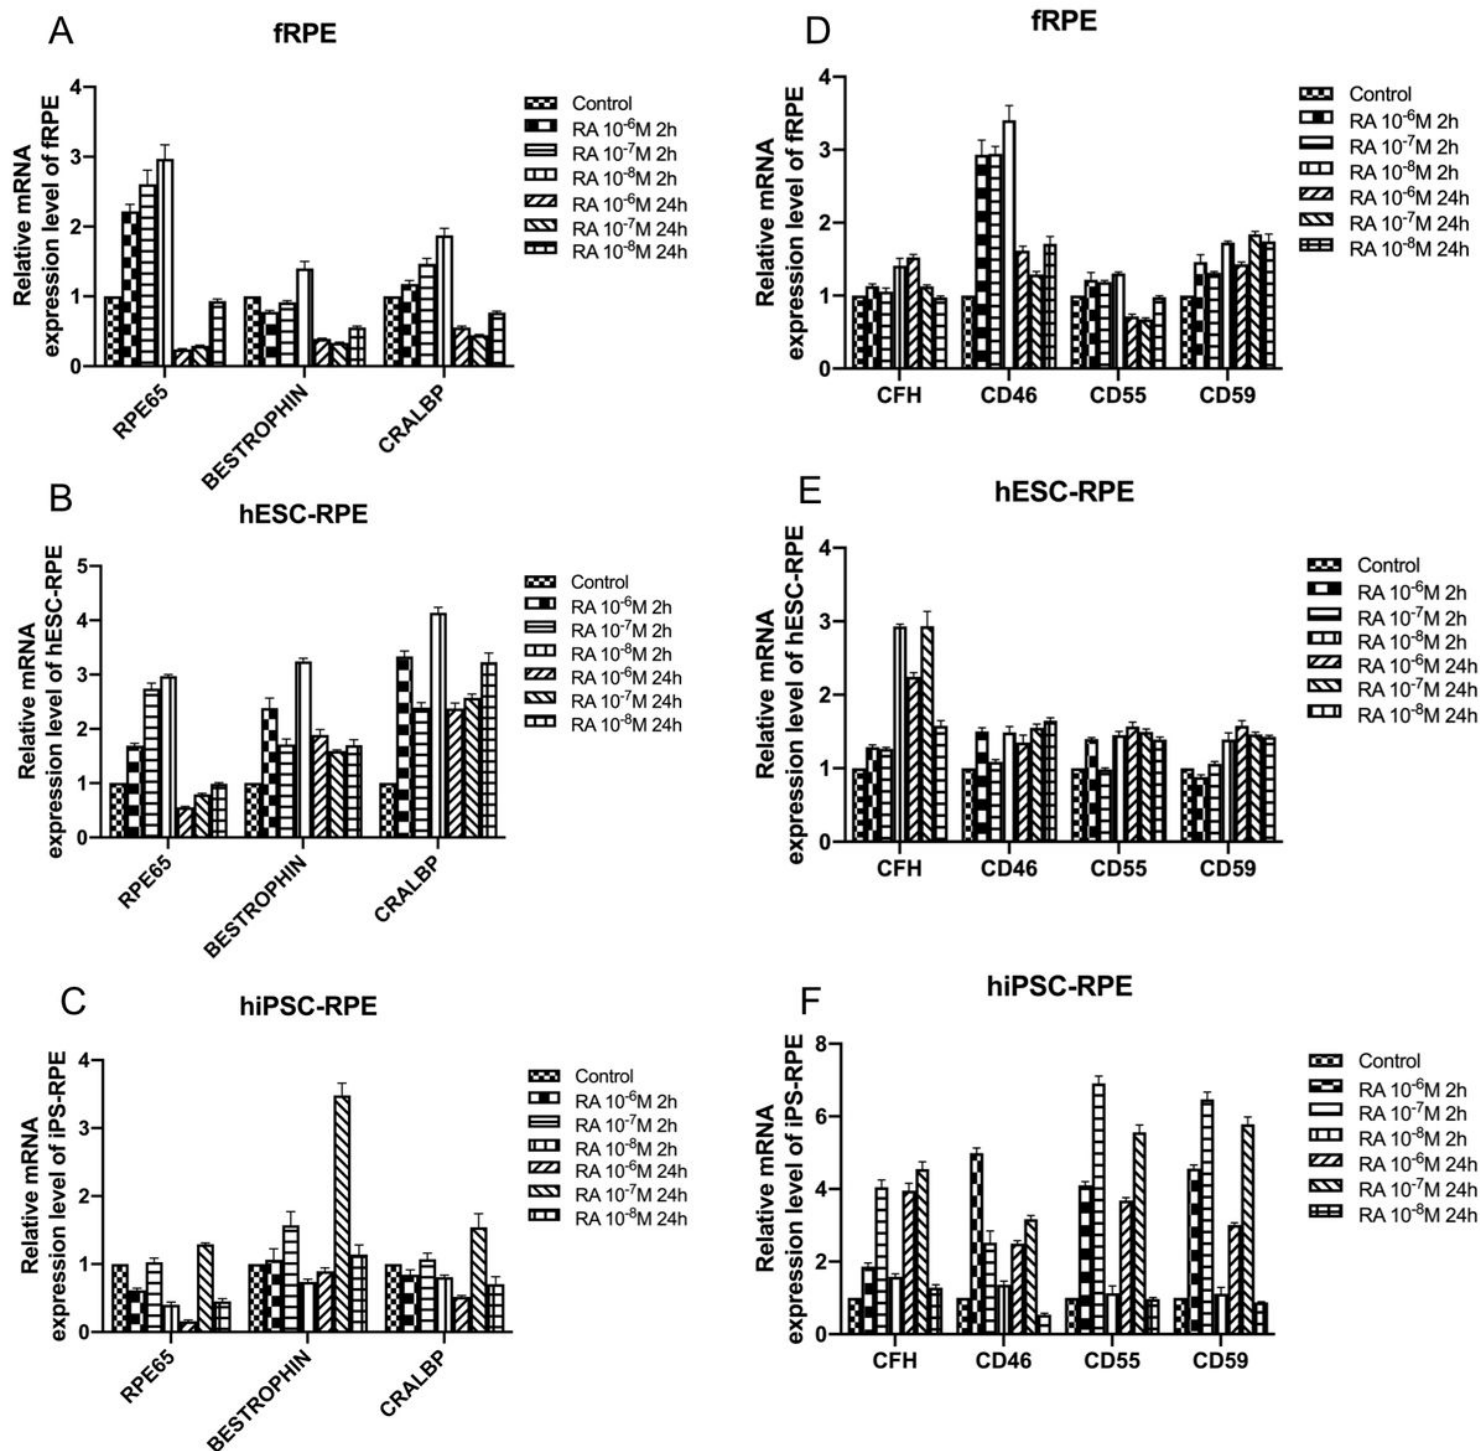 A
fRPE
Relative mRNA
expression level of fRPE
4
3
2
1
0
RPE65
BESTROPHIN
CRALBP
Control
RA 10⁻⁶M 2h
RA 10⁻⁷M 2h
RA 10⁻⁸M 2h
RA 10⁻⁶M 24h
RA 10⁻⁷M 24h
RA 10⁻⁸M 24h
D
fRPE
Relative mRNA
expression level of fRPE
4
3
2
1
0
CFH
CD46
CD55
CD59
Control
RA 10⁻⁶M 2h
RA 10⁻⁷M 2h
RA 10⁻⁸M 2h
RA 10⁻⁶M 24h
RA 10⁻⁷M 24h
RA 10⁻⁸M 24h
B
hESC-RPE
Relative mRNA
expression level of hESC-RPE
5
4
3
2
1
0
RPE65
BESTROPHIN
CRALBP
Control
RA 10⁻⁶M 2h
RA 10⁻⁷M 2h
RA 10⁻⁸M 2h
RA 10⁻⁶M 24h
RA 10⁻⁷M 24h
RA 10⁻⁸M 24h
E
hESC-RPE
Relative mRNA
expression level of hESC-RPE
4
3
2
1
0
CFH
CD46
CD55
CD59
Control
RA 10⁻⁶M 2h
RA 10⁻⁷M 2h
RA 10⁻⁸M 2h
RA 10⁻⁶M 24h
RA 10⁻⁷M 24h
RA 10⁻⁸M 24h
C
hiPSC-RPE
Relative mRNA
expression level of iPS-RPE
4
3
2
1
0
RPE65
BESTROPHIN
CRALBP
Control
RA 10⁻⁶M 2h
RA 10⁻⁷M 2h
RA 10⁻⁸M 2h
RA 10⁻⁶M 24h
RA 10⁻⁷M 24h
RA 10⁻⁸M 24h
F
hiPSC-RPE
Relative mRNA
expression level of iPS-RPE
8
6
4
2
0
CFH
CD46
CD55
CD59
Control
RA 10⁻⁶M 2h
RA 10⁻⁷M 2h
RA 10⁻⁸M 2h
RA 10⁻⁶M 24h
RA 10⁻⁷M 24h
RA 10⁻⁸M 24h